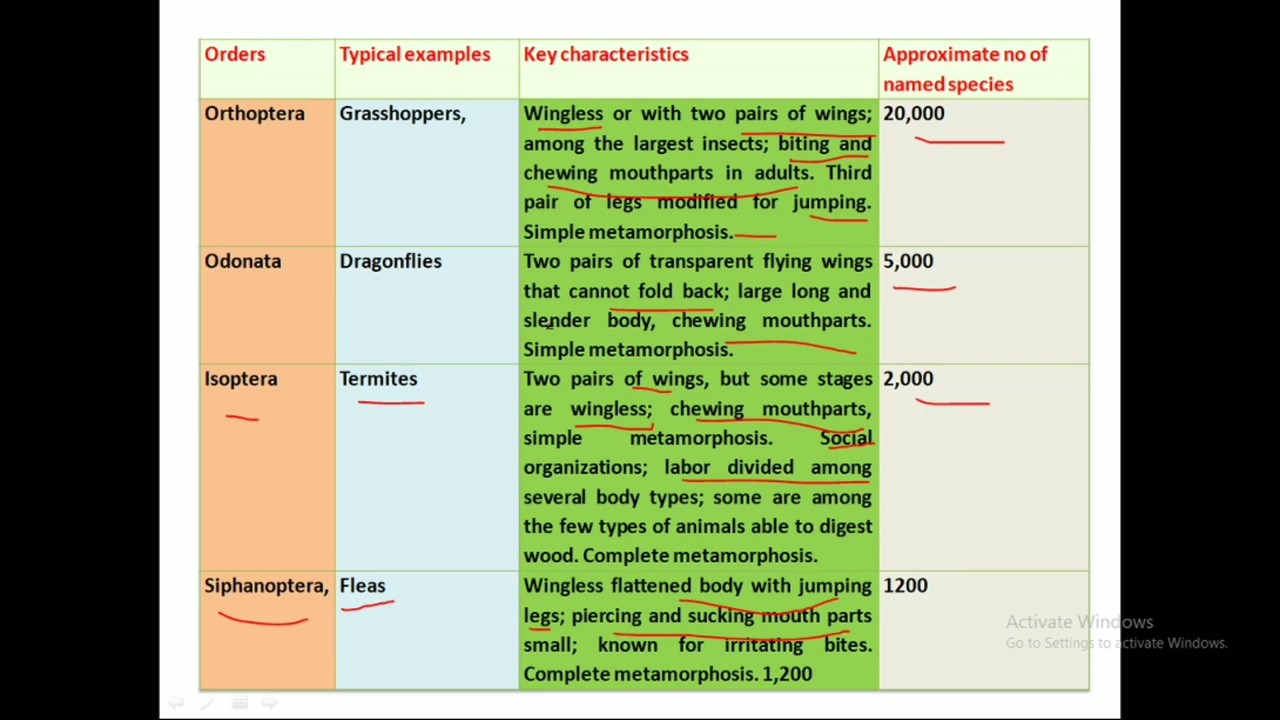 Orders
Typical examples
Key characteristics
Approximate no of
named species
Orthoptera
Grasshoppers,
Wingless or with two pairs of wings;
among the largest insects; biting and
chewing mouthparts in adults. Third
pair of legs modified for jumping.
Simple metamorphosis.
20,000
Odonata
Dragonflies
Two pairs of transparent flying wings
that cannot fold back; large long and
slender body, chewing mouthparts.
Simple metamorphosis.
5,000
Isoptera
Termites
Two pairs of wings, but some stages
are wingless; chewing mouthparts,
simple metamorphosis. Social
organizations; labor divided among
several body types; some are among
the few types of animals able to digest
wood. Complete metamorphosis.
2,000
Siphanoptera,
Fleas
Wingless flattened body with jumping
legs; piercing and sucking mouth parts
small; known for irritating bites.
Complete metamorphosis. 1,200
1200
Activate Windows
Go to Settings to activate Windows.